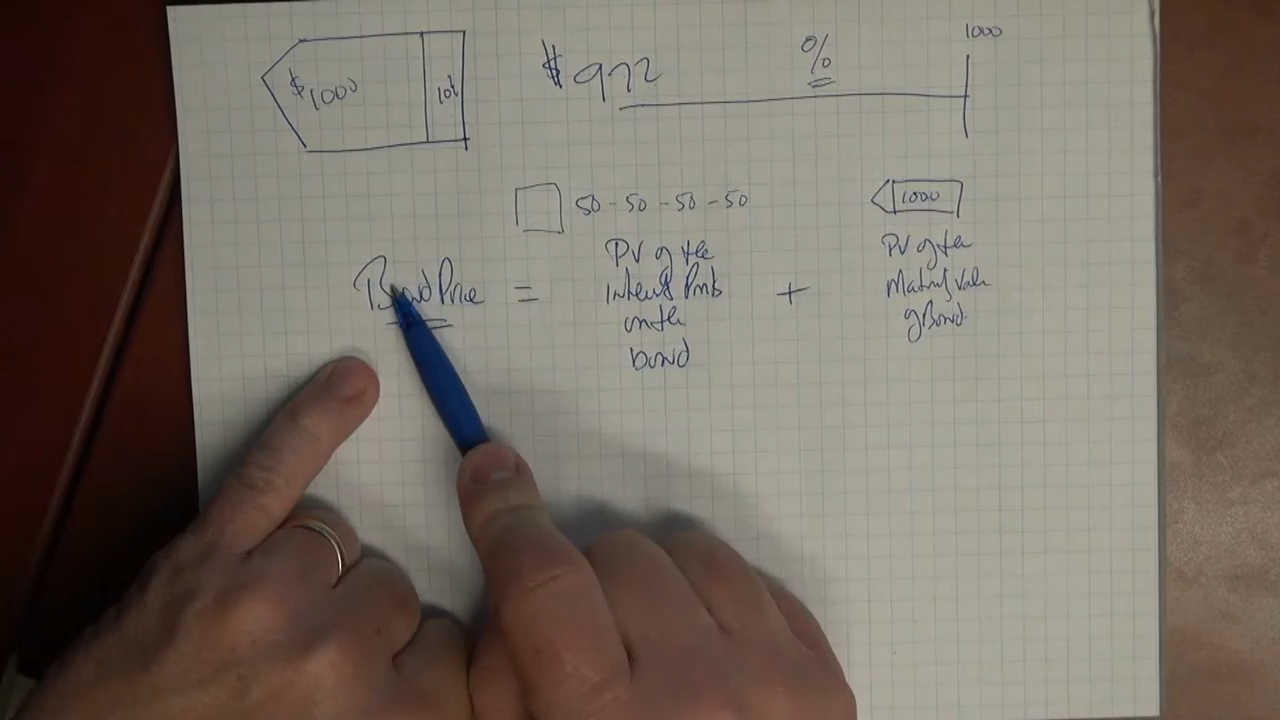 $1000 10%
$972 % 1000
50 - 50 - 50 - 50
1000
Bond Price = PV of the Interest Pmts on the bond + PV of the Maturity Value of Bond.